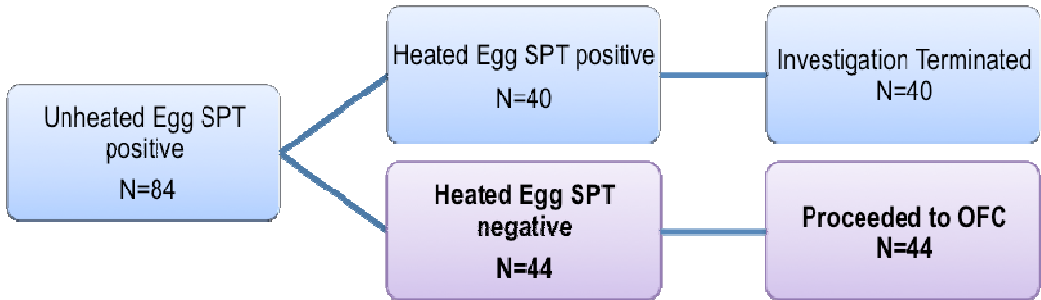 Unheated Egg SPT
positive
N=84
Heated Egg SPT positive
N=40
Investigation Terminated
N=40
Heated Egg SPT
negative
N=44
Proceeded to OFC
N=44